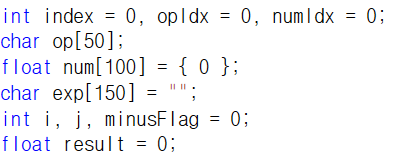 int index = 0, opIdx = 0, numIdx = 0;
char op[50];
float num[100] = { 0 };
char exp[150] = "";
int i, j, minusFlag = 0;
float result = 0;